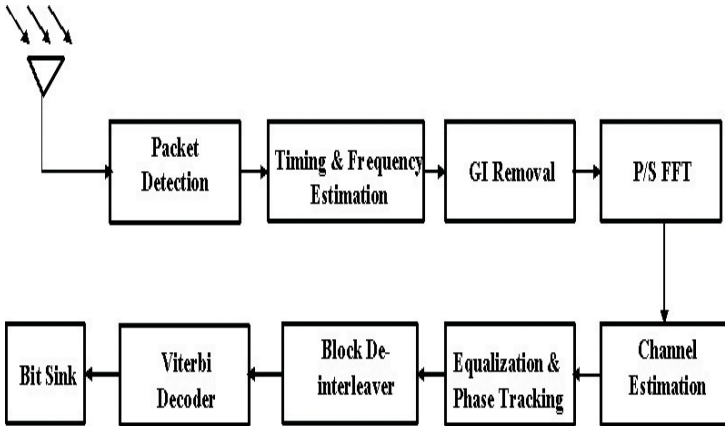 Packet
Detection
Timing & Frequency
Estimation
GI Removal
P/S FFT
Channel
Estimation
Equalization &
Phase Tracking
Block De-
interleaver
Viterbi
Decoder
Bit Sink